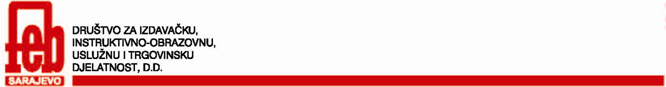 feb
SARAJEVO
DRUŠTVO ZA IZDAVAČKU,
INSTRUKTIVNO-OBRAZOVNU,
USLUŽNU I TRGOVINSKU
DJELATNOST, D.D.